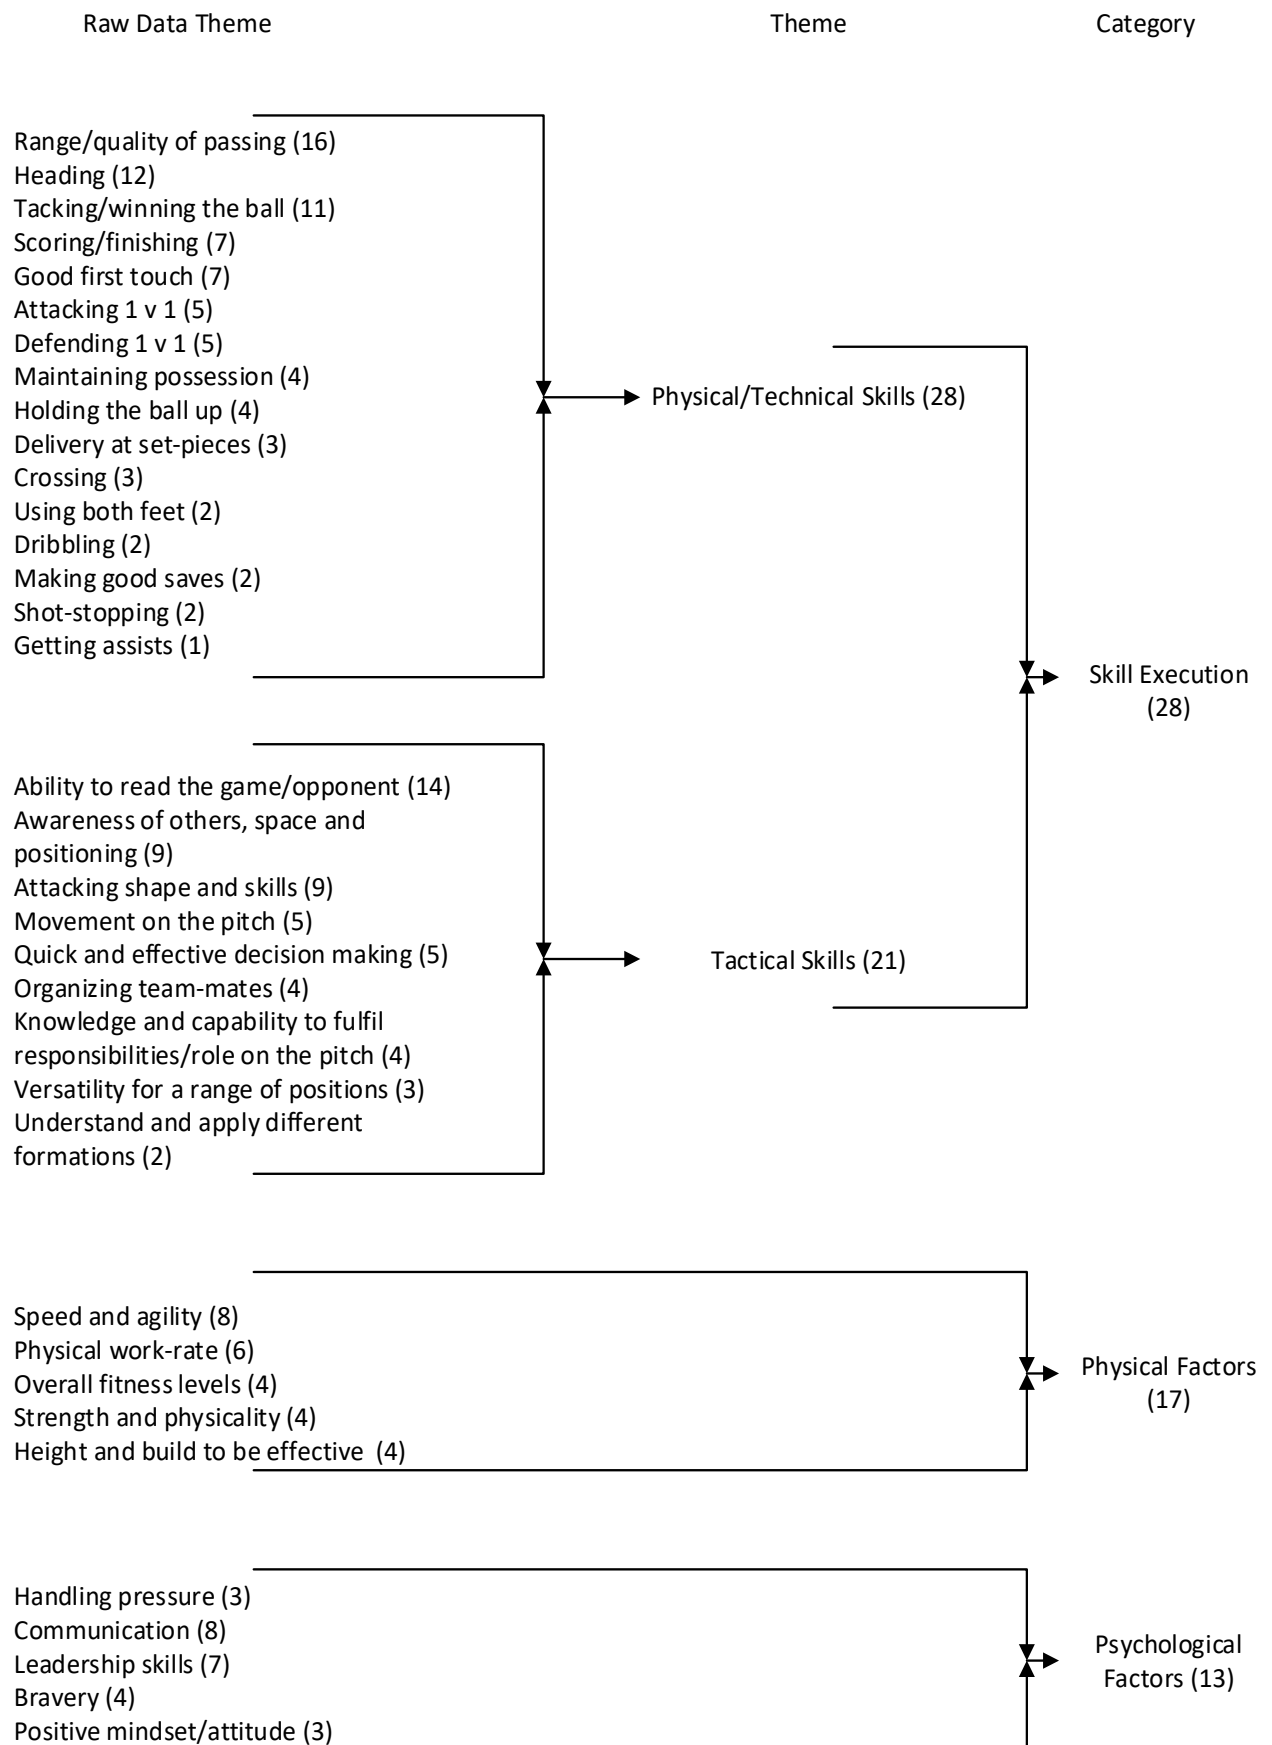 Raw Data Theme
Theme
Category
Range/quality of passing (16)
Heading (12)
Tacking/winning the ball (11)
Scoring/finishing (7)
Good first touch (7)
Attacking 1 v 1 (5)
Defending 1 v 1 (5)
Maintaining possession (4)
Holding the ball up (4)
Delivery at set-pieces (3)
Crossing (3)
Using both feet (2)
Dribbling (2)
Making good saves (2)
Shot-stopping (2)
Getting assists (1)
Physical/Technical Skills (28)
Skill Execution
(28)
Ability to read the game/opponent (14)
Awareness of others, space and
positioning (9)
Attacking shape and skills (9)
Movement on the pitch (5)
Quick and effective decision making (5)
Organizing team-mates (4)
Knowledge and capability to fulfil
responsibilities/role on the pitch (4)
Versatility for a range of positions (3)
Understand and apply different
formations (2)
Tactical Skills (21)
Speed and agility (8)
Physical work-rate (6)
Overall fitness levels (4)
Strength and physicality (4)
Height and build to be effective (4)
Physical Factors
(17)
Handling pressure (3)
Communication (8)
Leadership skills (7)
Bravery (4)
Positive mindset/attitude (3)
Psychological
Factors (13)